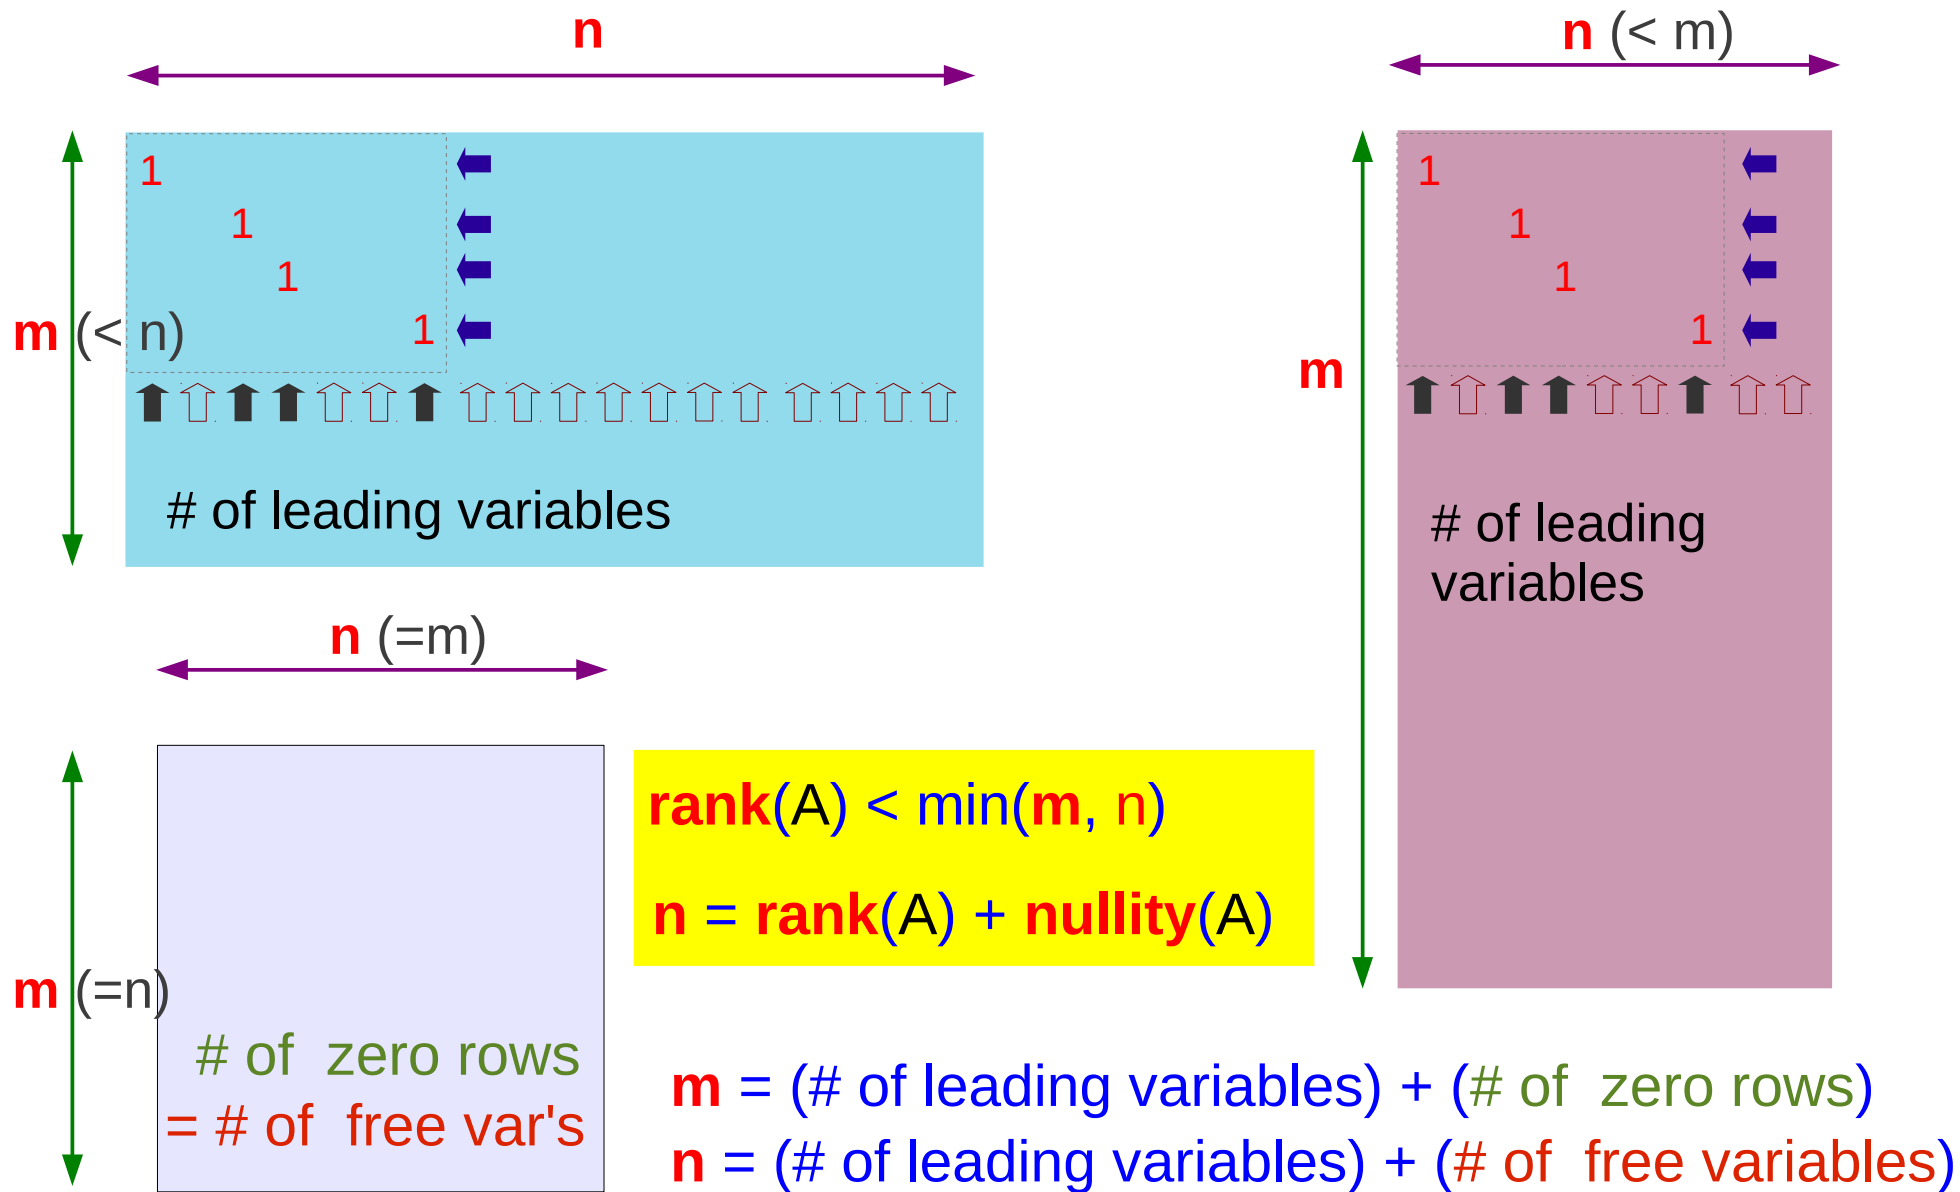 n
n (< m)
1
1
1
1
m (< n)
# of leading variables
1
1
1
1
m
# of leading
variables
n (=m)
m (=n)
# of zero rows
= # of free var's
rank(A) < min(m, n)
n = rank(A) + nullity(A)
m = (# of leading variables) + (# of zero rows)
n = (# of leading variables) + (# of free variables)